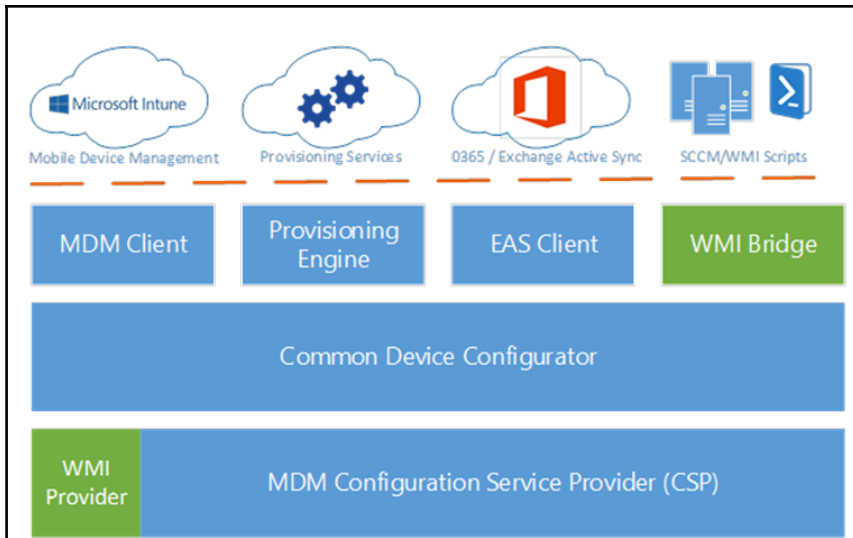 Microsoft Intune
Mobile Device Management
Provisioning Services
0365 / Exchange Active Sync
SCCM/WMI Scripts
MDM Client
Provisioning
Engine
EAS Client
WMI Bridge
Common Device Configurator
WMI
Provider
MDM Configuration Service Provider (CSP)